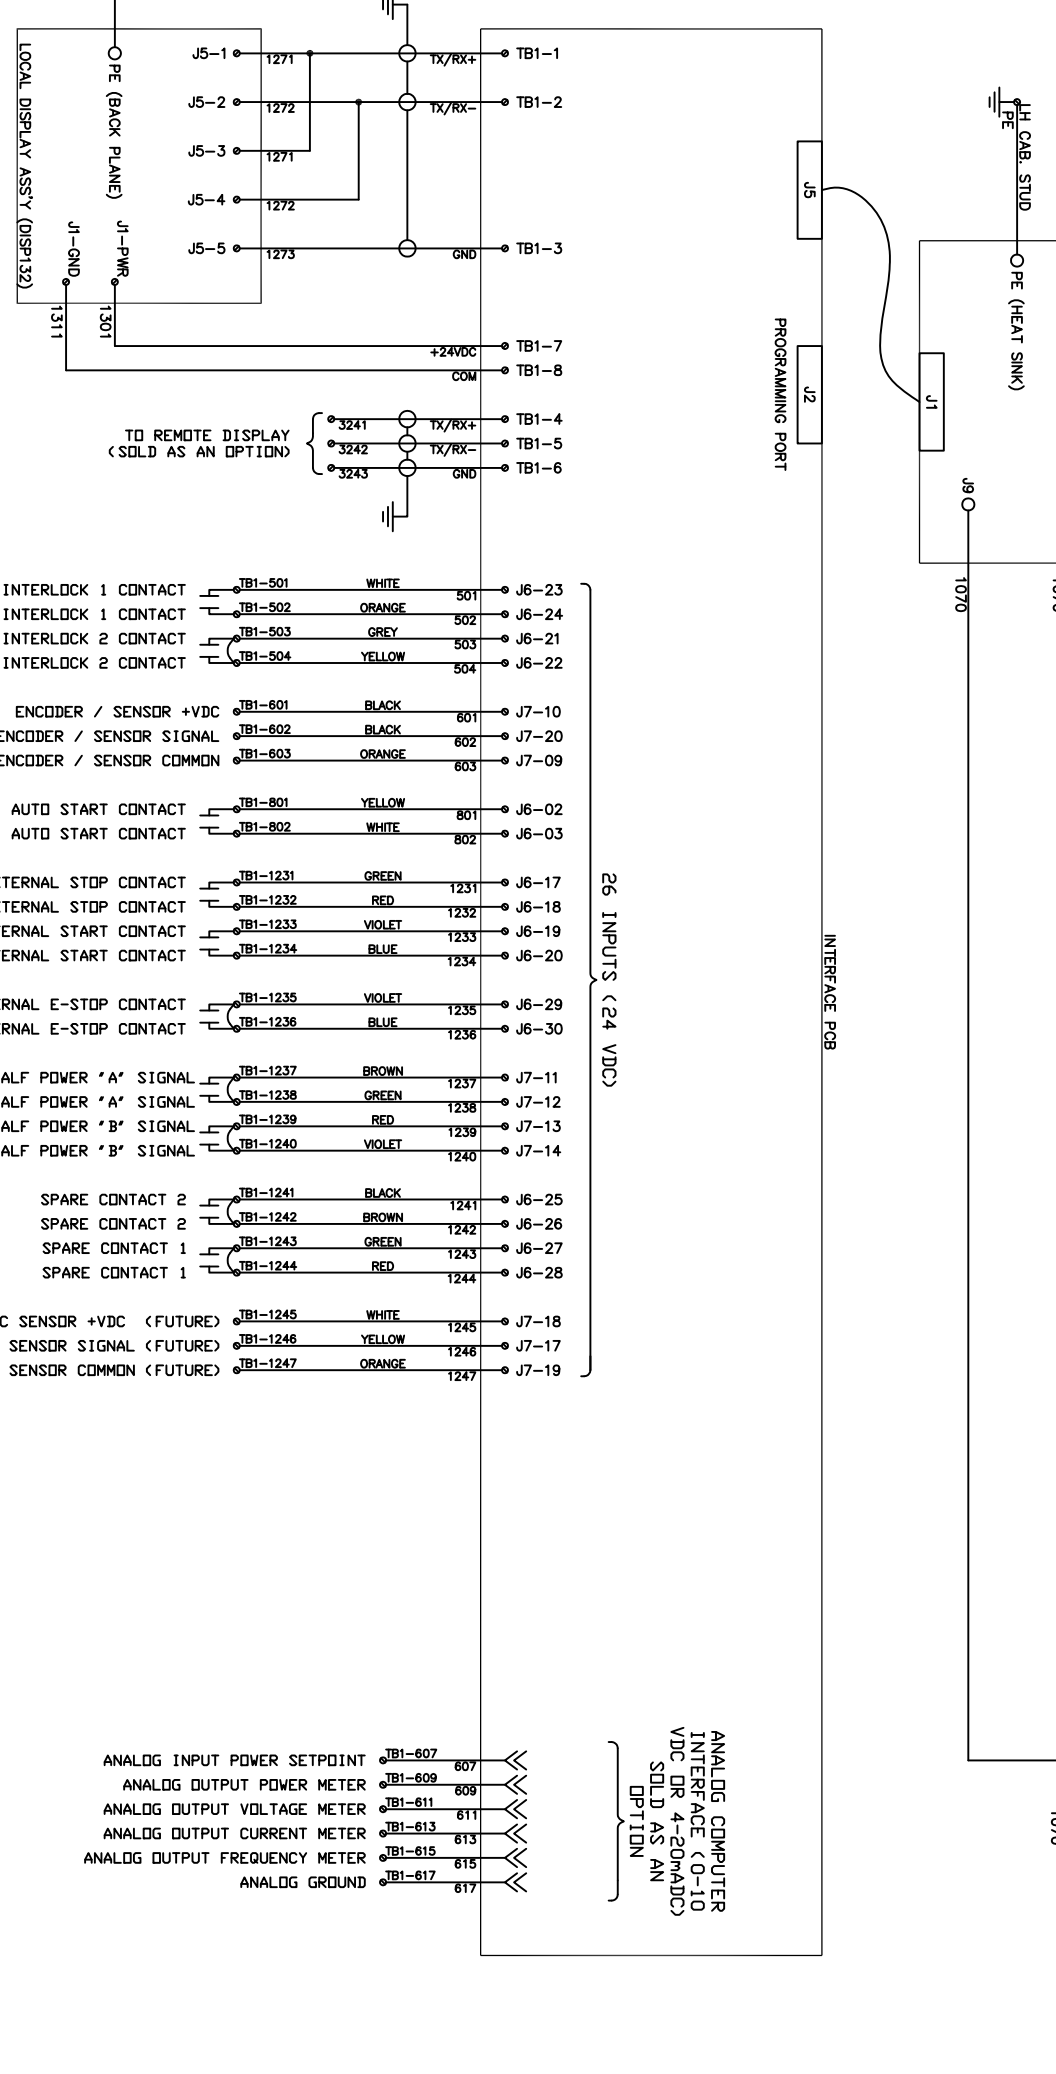 LOCAL DISPLAY ASS'Y (DISP132)
PE (BACK PLANE)
J1-GND
J1-PWR
1311
1301
J5-1 1271 TX/RX+ TB1-1
J5-2 1272 TX/RX- TB1-2
J5-3 1271
J5-4 1272
J5-5 1273 GND TB1-3
+24VDC TB1-7
COM TB1-8
TO REMOTE DISPLAY
(SOLD AS AN OPTION)
3241 TX/RX+ TB1-4
3242 TX/RX- TB1-5
3243 GND TB1-6
J5
J2
PROGRAMMING PORT
LH CAB. STUD
PE
PE (HEAT SINK)
J1
J9
1070
INTERLOCK 1 CONTACT TB1-501 WHITE 501 J6-23
INTERLOCK 1 CONTACT TB1-502 ORANGE 502 J6-24
INTERLOCK 2 CONTACT TB1-503 GREY 503 J6-21
INTERLOCK 2 CONTACT TB1-504 YELLOW 504 J6-22
ENCODER / SENSOR +VDC TB1-601 BLACK 601 J7-10
ENCODER / SENSOR SIGNAL TB1-602 BLACK 602 J7-20
ENCODER / SENSOR COMMON TB1-603 ORANGE 603 J7-09
AUTO START CONTACT TB1-801 YELLOW 801 J6-02
AUTO START CONTACT TB1-802 WHITE 802 J6-03
TERNAL STOP CONTACT TB1-1231 GREEN 1231 J6-17
TERNAL STOP CONTACT TB1-1232 RED 1232 J6-18
ERNAL START CONTACT TB1-1233 VIOLET 1233 J6-19
ERNAL START CONTACT TB1-1234 BLUE 1234 J6-20
RNAL E-STOP CONTACT TB1-1235 VIOLET 1235 J6-29
RNAL E-STOP CONTACT TB1-1236 BLUE 1236 J6-30
ALF POWER "A" SIGNAL TB1-1237 BROWN 1237 J7-11
ALF POWER "A" SIGNAL TB1-1238 GREEN 1238 J7-12
ALF POWER "B" SIGNAL TB1-1239 RED 1239 J7-13
ALF POWER "B" SIGNAL TB1-1240 VIOLET 1240 J7-14
SPARE CONTACT 2 TB1-1241 BLACK 1241 J6-25
SPARE CONTACT 2 TB1-1242 BROWN 1242 J6-26
SPARE CONTACT 1 TB1-1243 GREEN 1243 J6-27
SPARE CONTACT 1 TB1-1244 RED 1244 J6-28
C SENSOR +VDC (FUTURE) TB1-1245 WHITE 1245 J7-18
SENSOR SIGNAL (FUTURE) TB1-1246 YELLOW 1246 J7-17
SENSOR COMMON (FUTURE) TB1-1247 ORANGE 1247 J7-19
26 INPUTS (24 VDC)
INTERFACE PCB
ANALOG INPUT POWER SETPOINT TB1-607 607
ANALOG OUTPUT POWER METER TB1-609 609
ANALOG OUTPUT VOLTAGE METER TB1-611 611
ANALOG OUTPUT CURRENT METER TB1-613 613
ANALOG OUTPUT FREQUENCY METER TB1-615 615
ANALOG GROUND TB1-617 617
ANALOG COMPUTER
INTERFACE (0-10
VDC OR 4-20mADC)
SOLD AS AN
OPTION